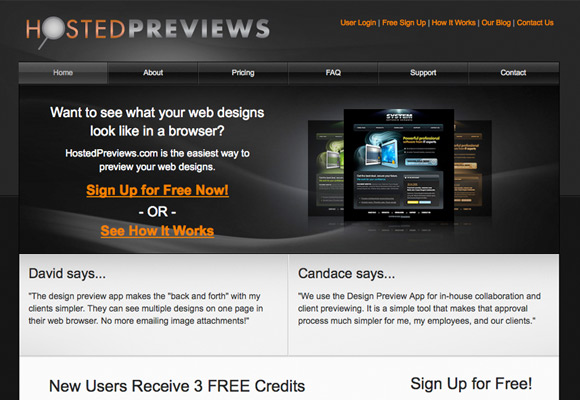 HOSTEDPREVIEWS
User Login | Free Sign Up | How It Works | Our Blog | Contact Us
Home About Pricing FAQ Support Contact
Want to see what your web designs
look like in a browser?
HostedPreviews.com is the easiest way to
preview your web designs.
Sign Up for Free Now!
- OR -
See How It Works
SYSTEM
Powerful professional
David says...
"The design preview app makes the "back and forth" with my
clients simpler. They can see multiple designs on one page in
their web browser. No more emailing image attachments!"
Candace says...
"We use the Design Preview App for in-house collaboration and
client previewing. It is a simple tool that makes that approval
process much simpler for me, my employees, and our clients."
New Users Receive 3 FREE Credits
Sign Up for Free!